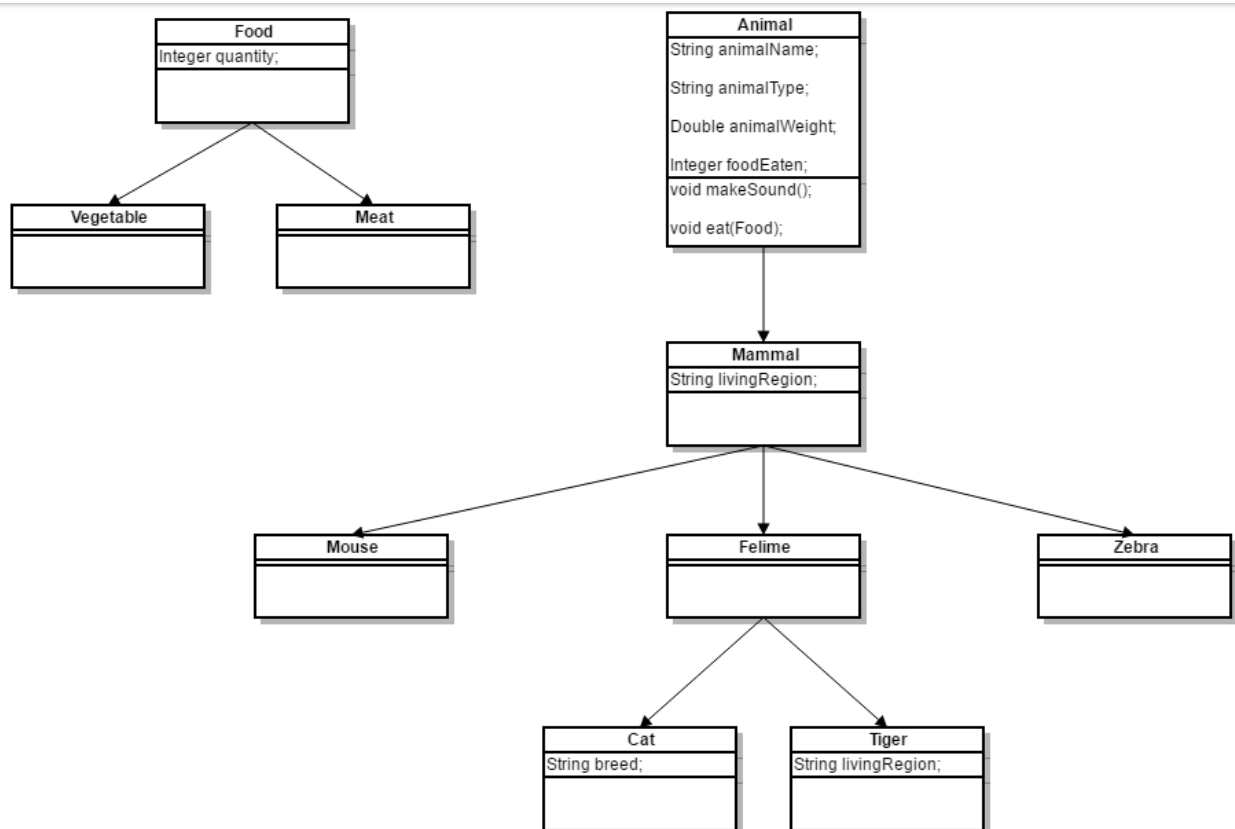 Food
Integer quantity;
Animal
String animalName;
String animalType;
Double animalWeight;
Integer foodEaten;
void makeSound();
void eat(Food);
Vegetable
Meat
Mammal
String livingRegion;
Mouse
Felime
Zebra
Cat
String breed;
Tiger
String livingRegion;